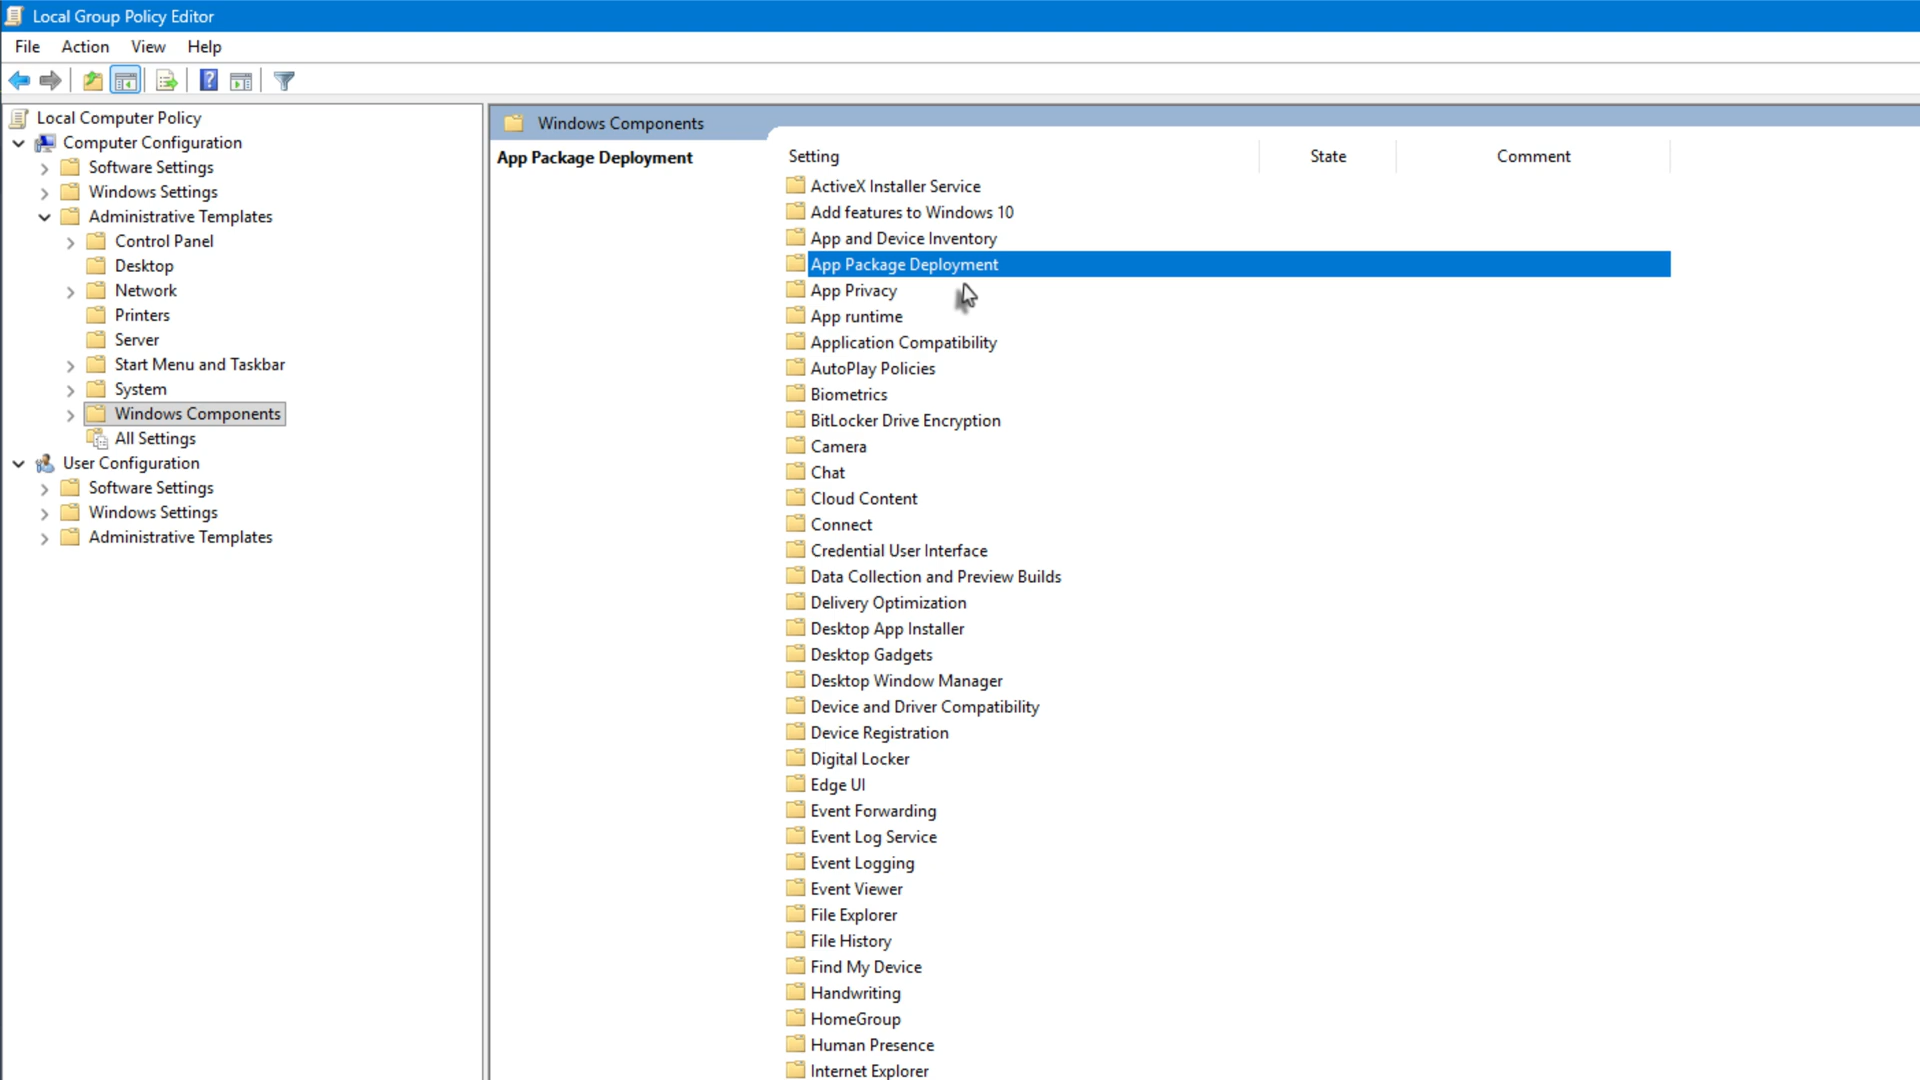 Local Group Policy Editor
File Action View Help
Local Computer Policy
Computer Configuration
Software Settings
Windows Settings
Administrative Templates
Control Panel
Desktop
Network
Printers
Server
Start Menu and Taskbar
System
Windows Components
All Settings
User Configuration
Software Settings
Windows Settings
Administrative Templates
Windows Components
App Package Deployment
Setting State Comment
ActiveX Installer Service
Add features to Windows 10
App and Device Inventory
App Package Deployment
App Privacy
App runtime
Application Compatibility
AutoPlay Policies
Biometrics
BitLocker Drive Encryption
Camera
Chat
Cloud Content
Connect
Credential User Interface
Data Collection and Preview Builds
Delivery Optimization
Desktop App Installer
Desktop Gadgets
Desktop Window Manager
Device and Driver Compatibility
Device Registration
Digital Locker
Edge UI
Event Forwarding
Event Log Service
Event Logging
Event Viewer
File Explorer
File History
Find My Device
Handwriting
HomeGroup
Human Presence
Internet Explorer